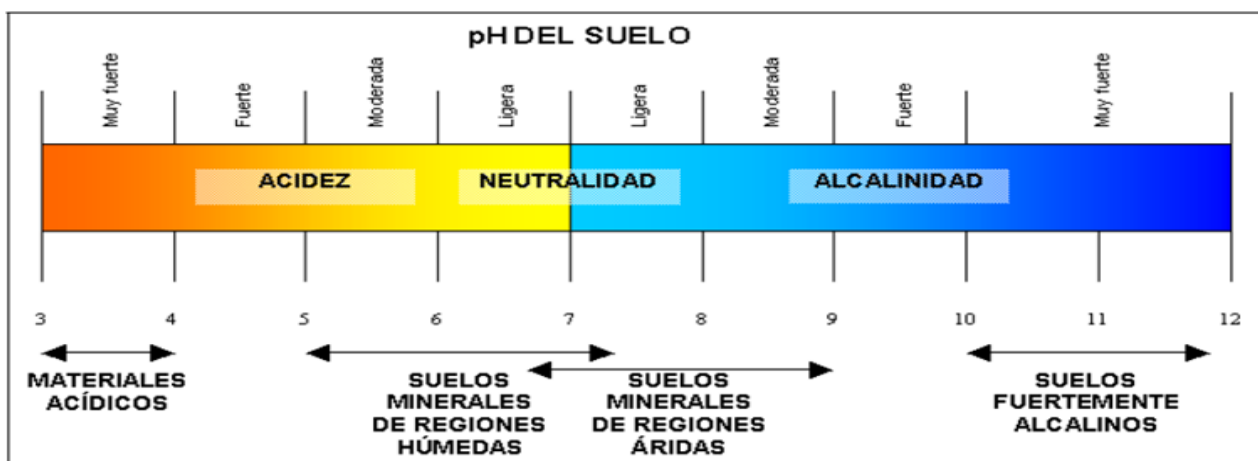 pH DEL SUELO
Muy fuerte
Fuerte
Moderada
Ligera
Ligera
Moderada
Fuerte
Muy fuerte
ACIDEZ
NEUTRALIDAD
ALCALINIDAD
3 4 5 6 7 8 9 10 11 12
MATERIALES
ACÍDICOS
SUELOS
MINERALES
DE REGIONES
HÚMEDAS
SUELOS
MINERALES
DE REGIONES
ÁRIDAS
SUELOS
FUERTEMENTE
ALCALINOS